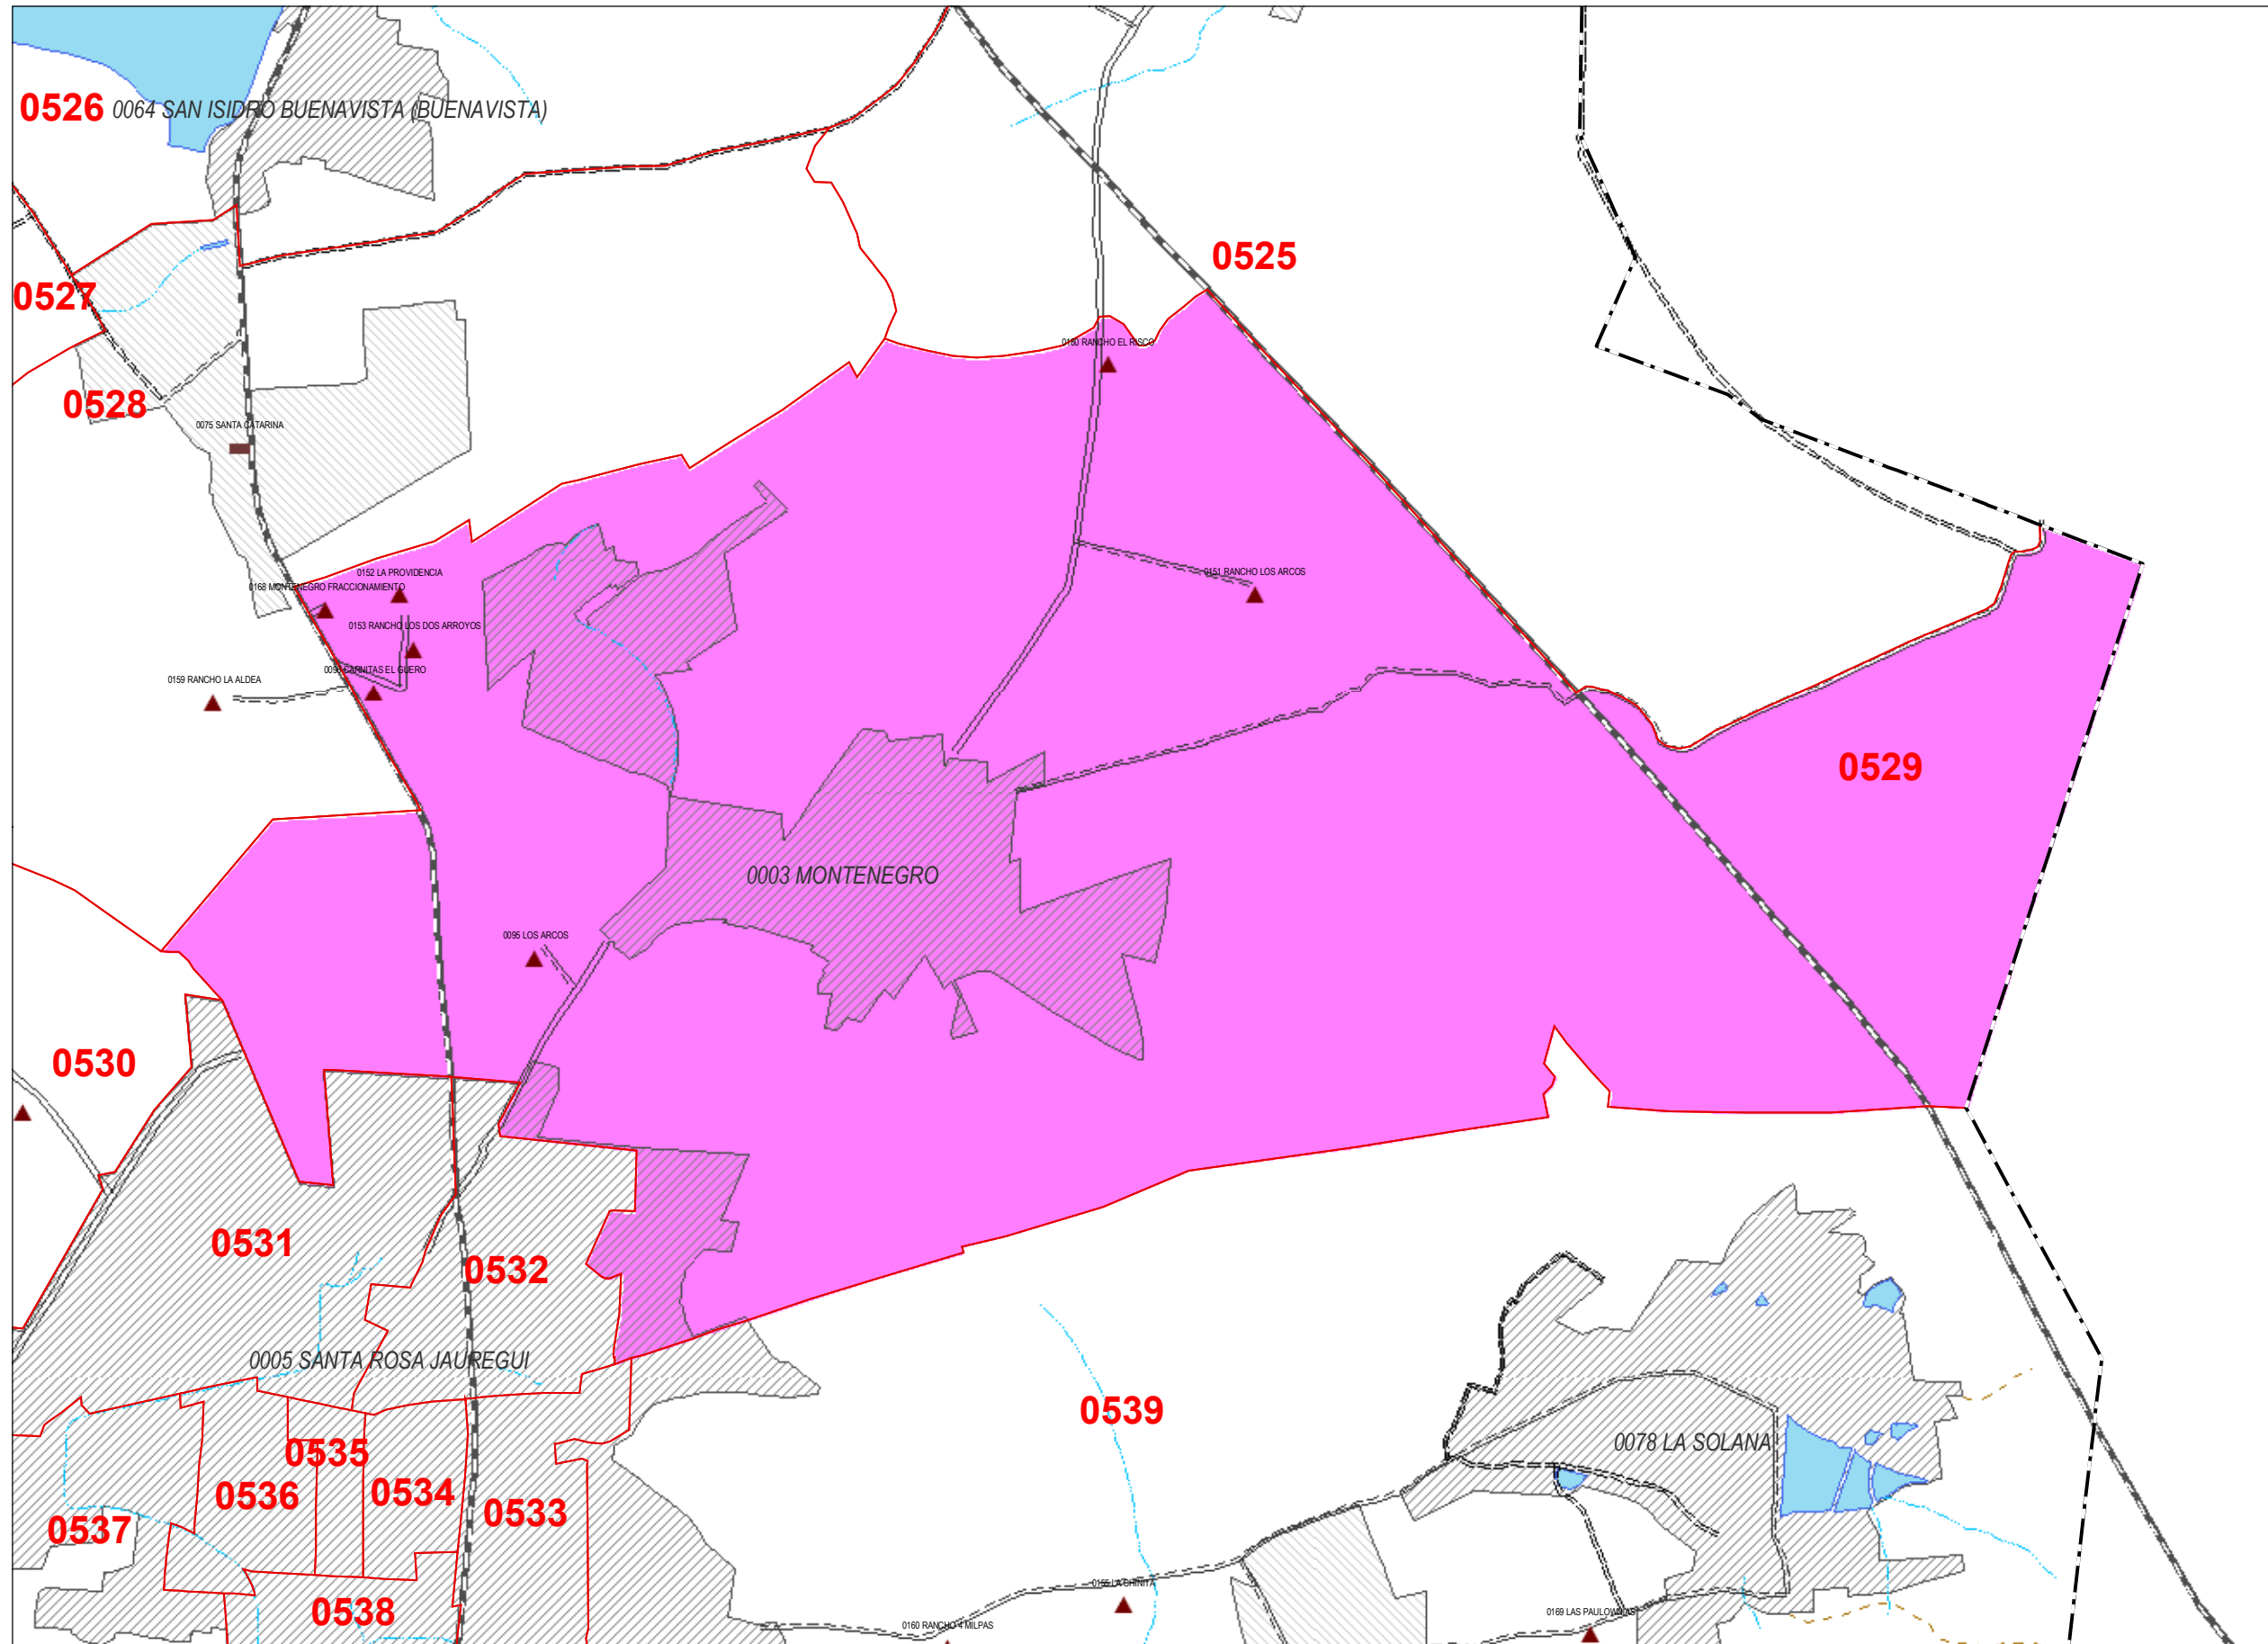 0526
0064 SAN ISIDRO BUENAVISTA (BUENAVISTA)
0525
0527
0180 RANCHO EL RISCO
0528
0075 SANTA CATARINA
0152 LA PROVIDENCIA
0151 RANCHO LOS ARCOS
0168 MONTENEGRO FRACCIONAMIENTO
0153 RANCHO LOS DOS ARROYOS
CARNITAS EL GUERO
0159 RANCHO LA ALDEA
0529
0003 MONTENEGRO
0095 LOS ARCOS
0530
0531
0532
0005 SANTA ROSA JAUREGUI
0539
0078 LA SOLANA
0535
0536
0534
0533
0537
0155 LA CHINITA
0538
0169 LAS PAULOWNIAS
0160 RANCHO 4 MILPAS